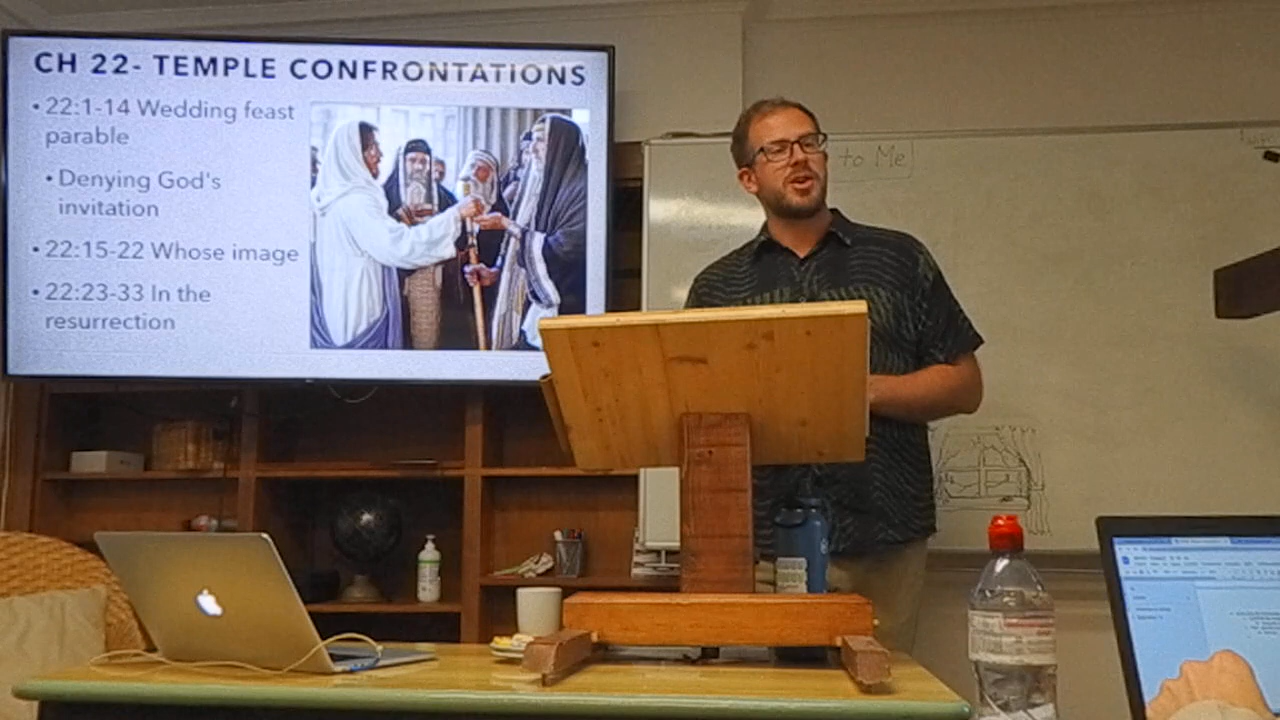 CH 22- TEMPLE CONFRONTATIONS
• 22:1-14 Wedding feast
parable
• Denying God's
invitation
• 22:15-22 Whose image
• 22:23-33 In the
resurrection
to Me